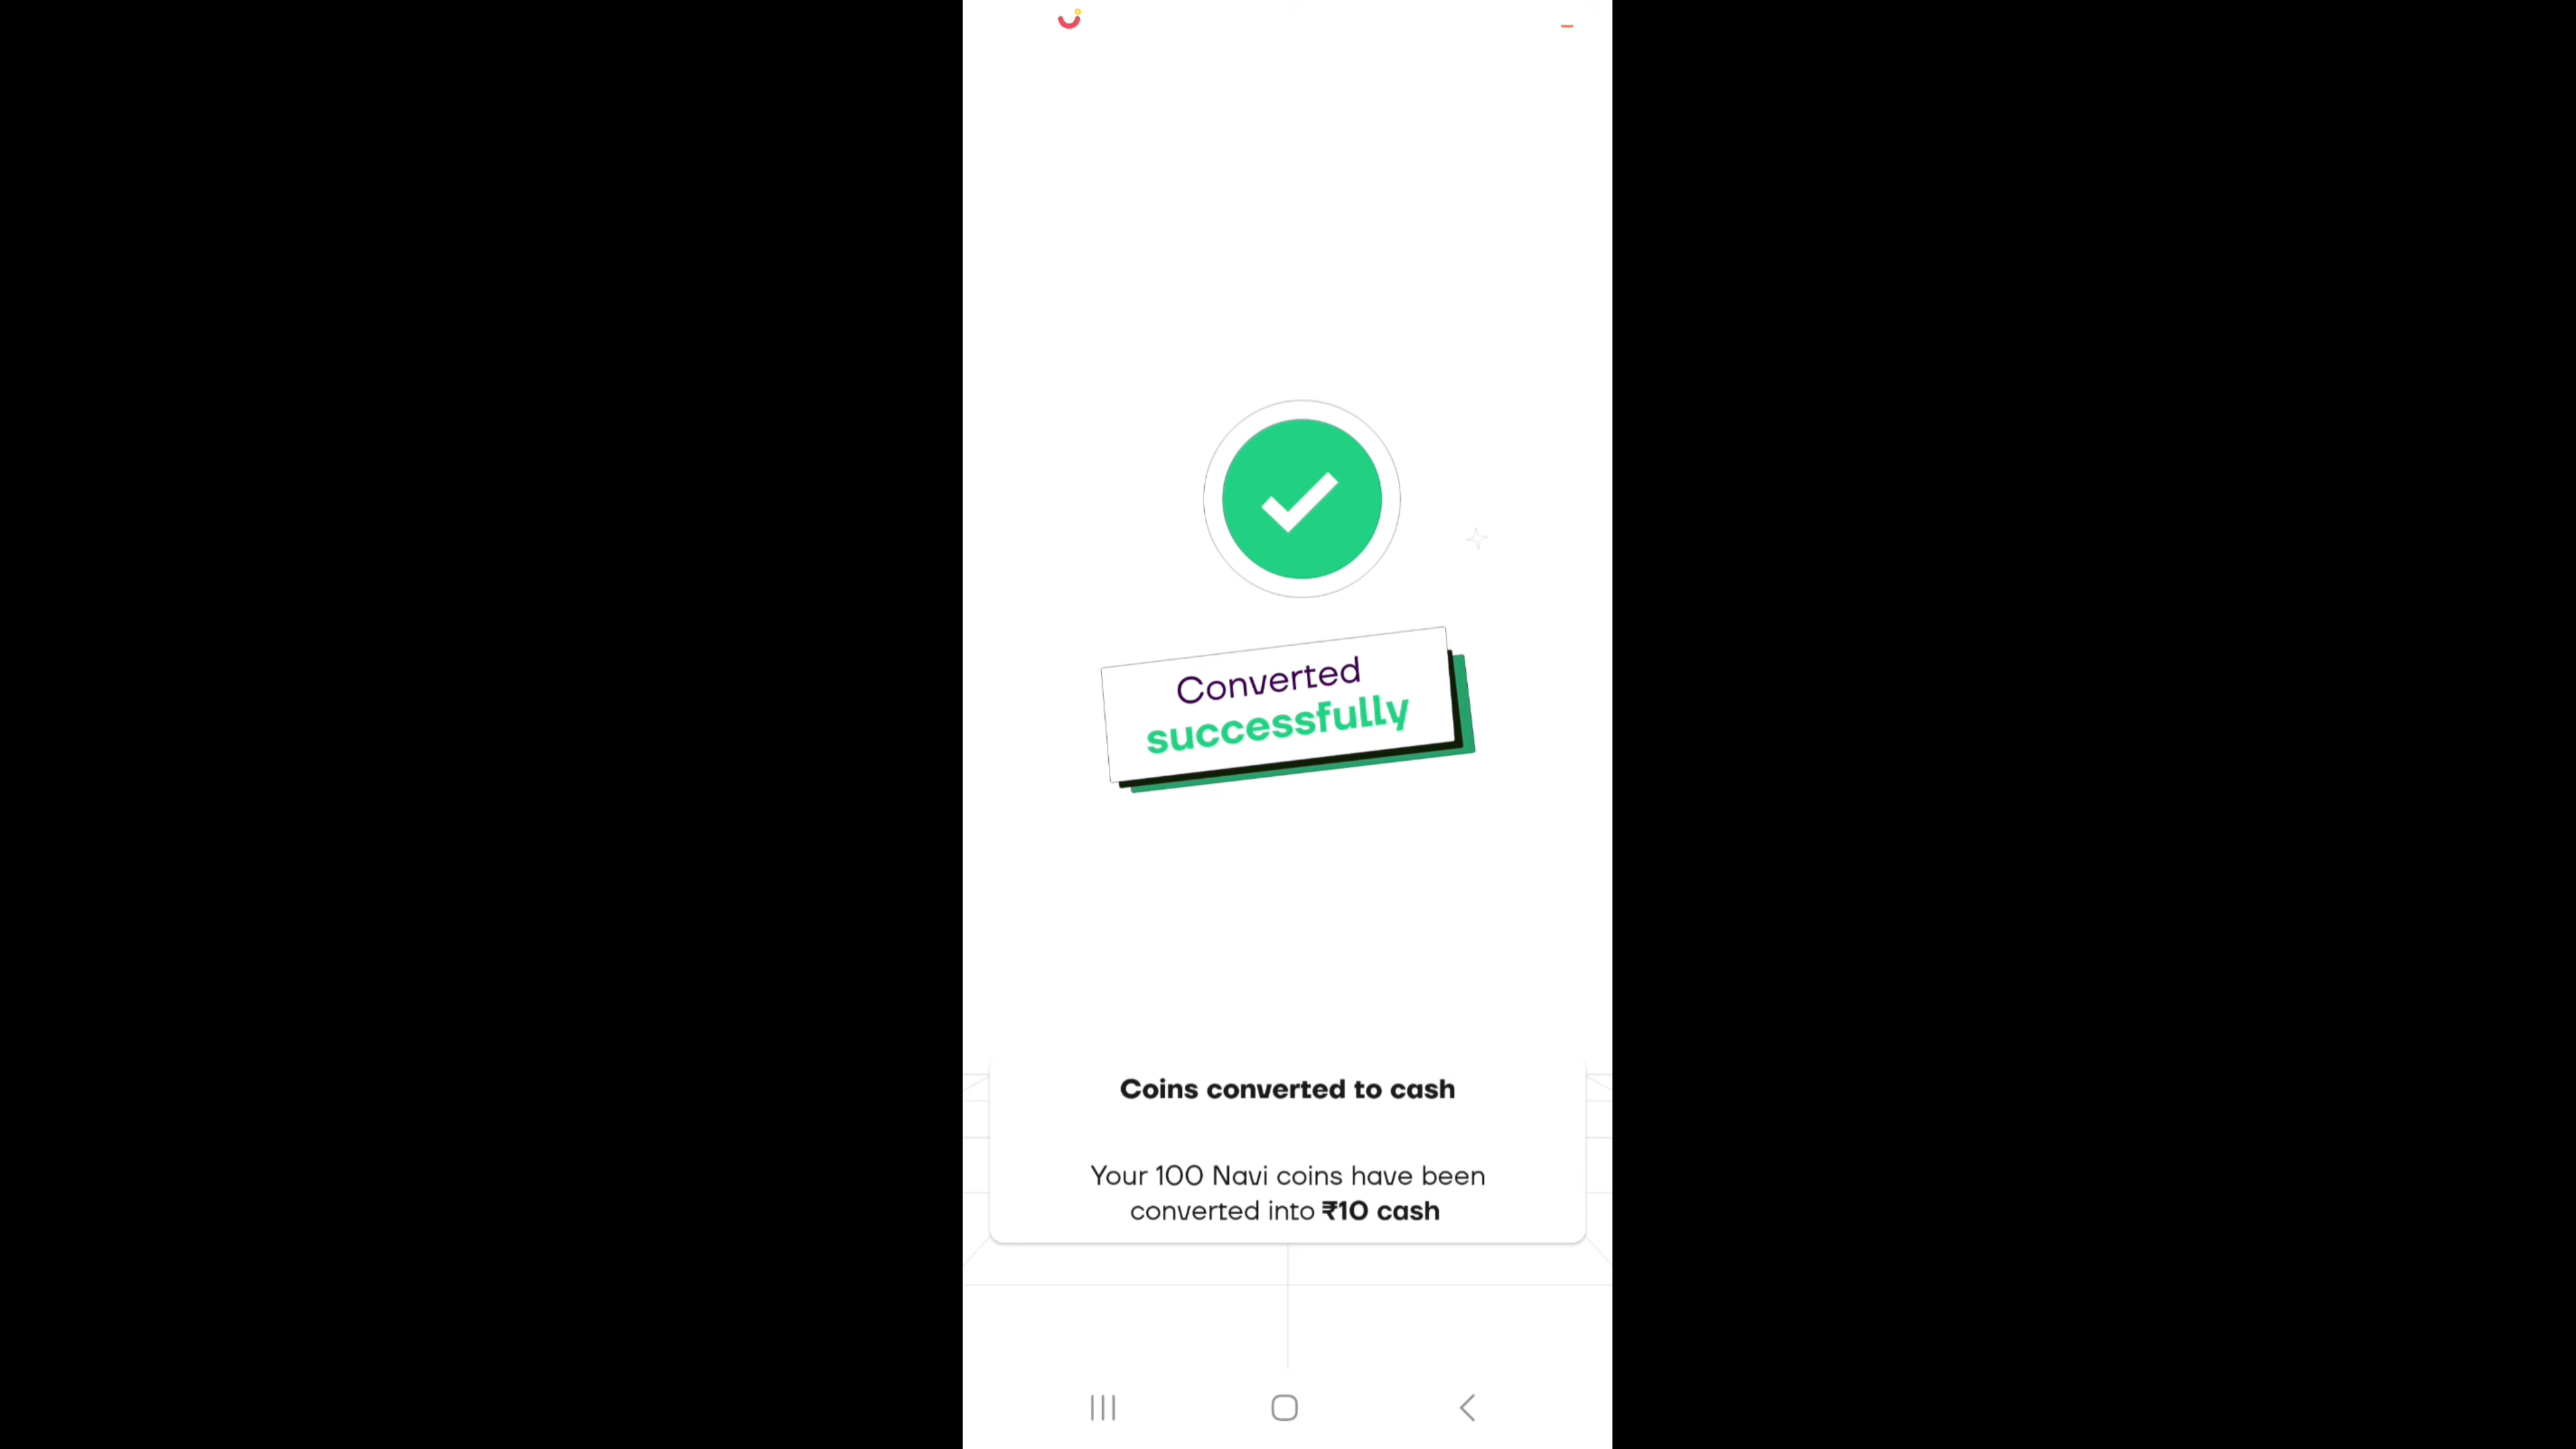 Converted
successfully
Coins converted to cash
Your 100 Navi coins have been
converted into ₹10 cash